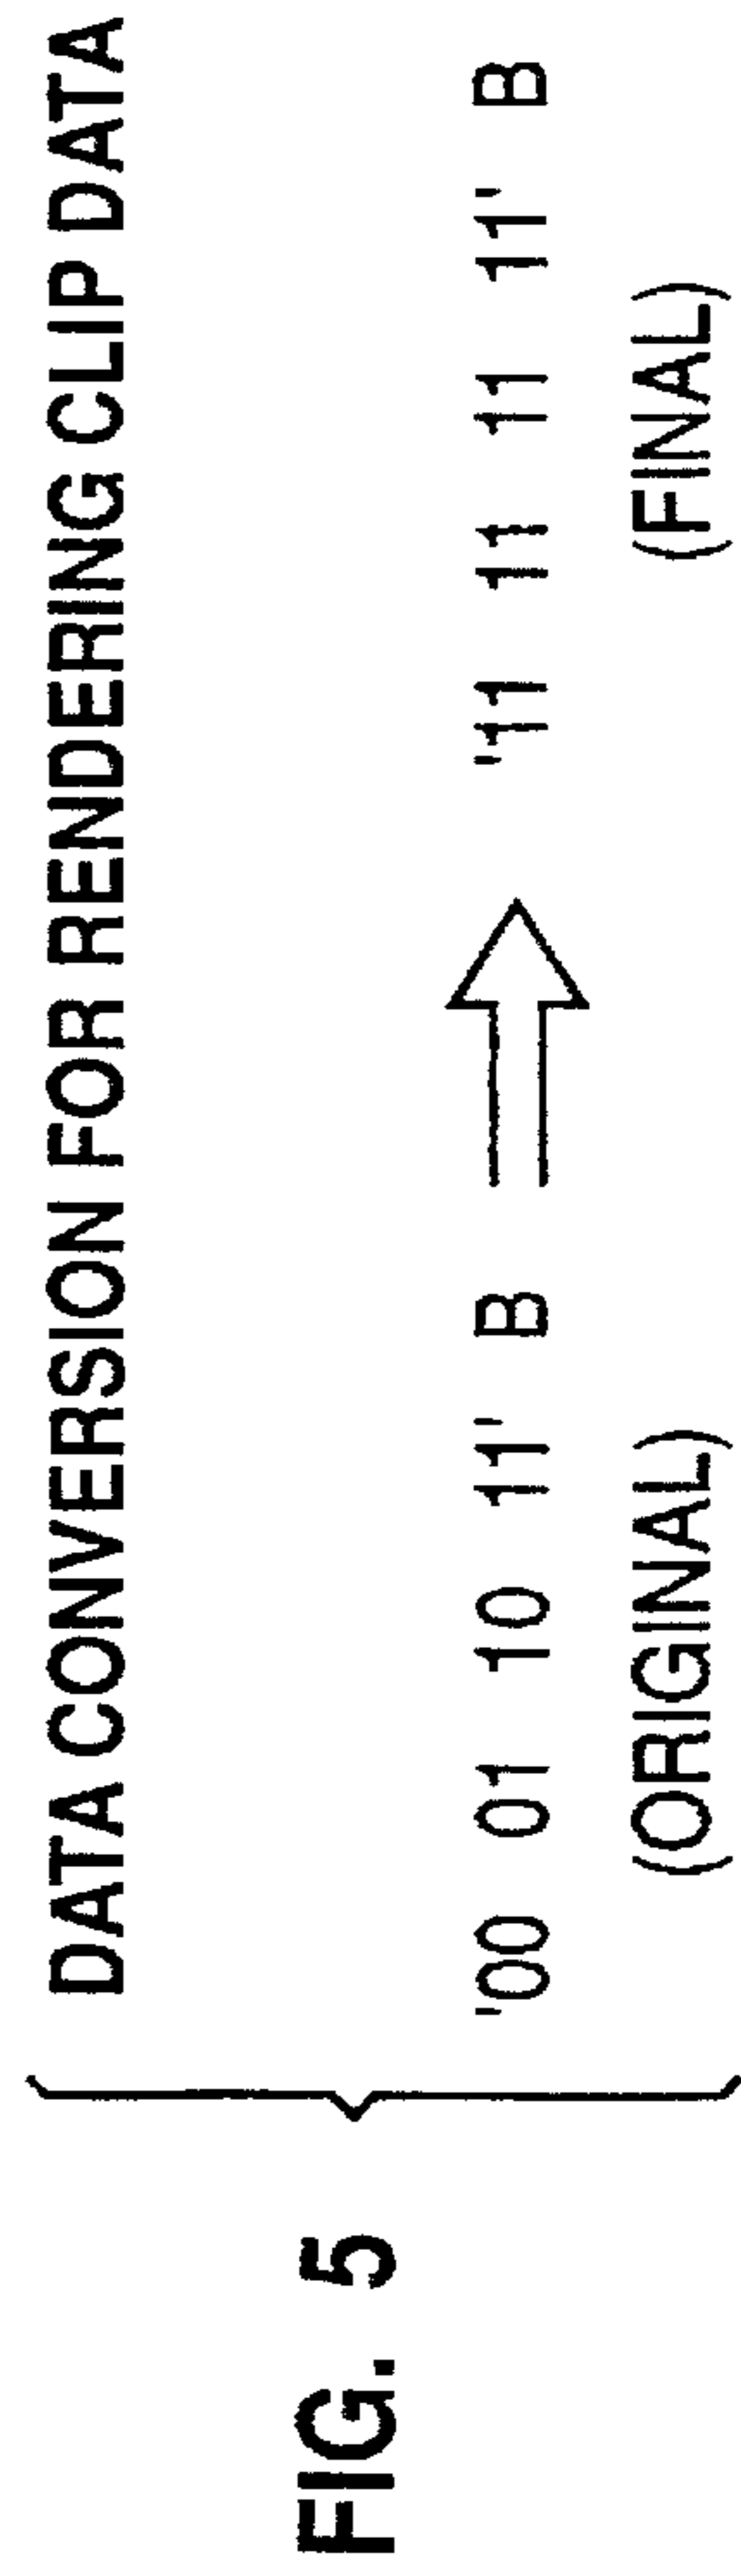 FIG. 5
DATA CONVERSION FOR RENDERING CLIP DATA
'00 01 10 11' B
'11 11 11 11' B
(ORIGINAL)
(FINAL)